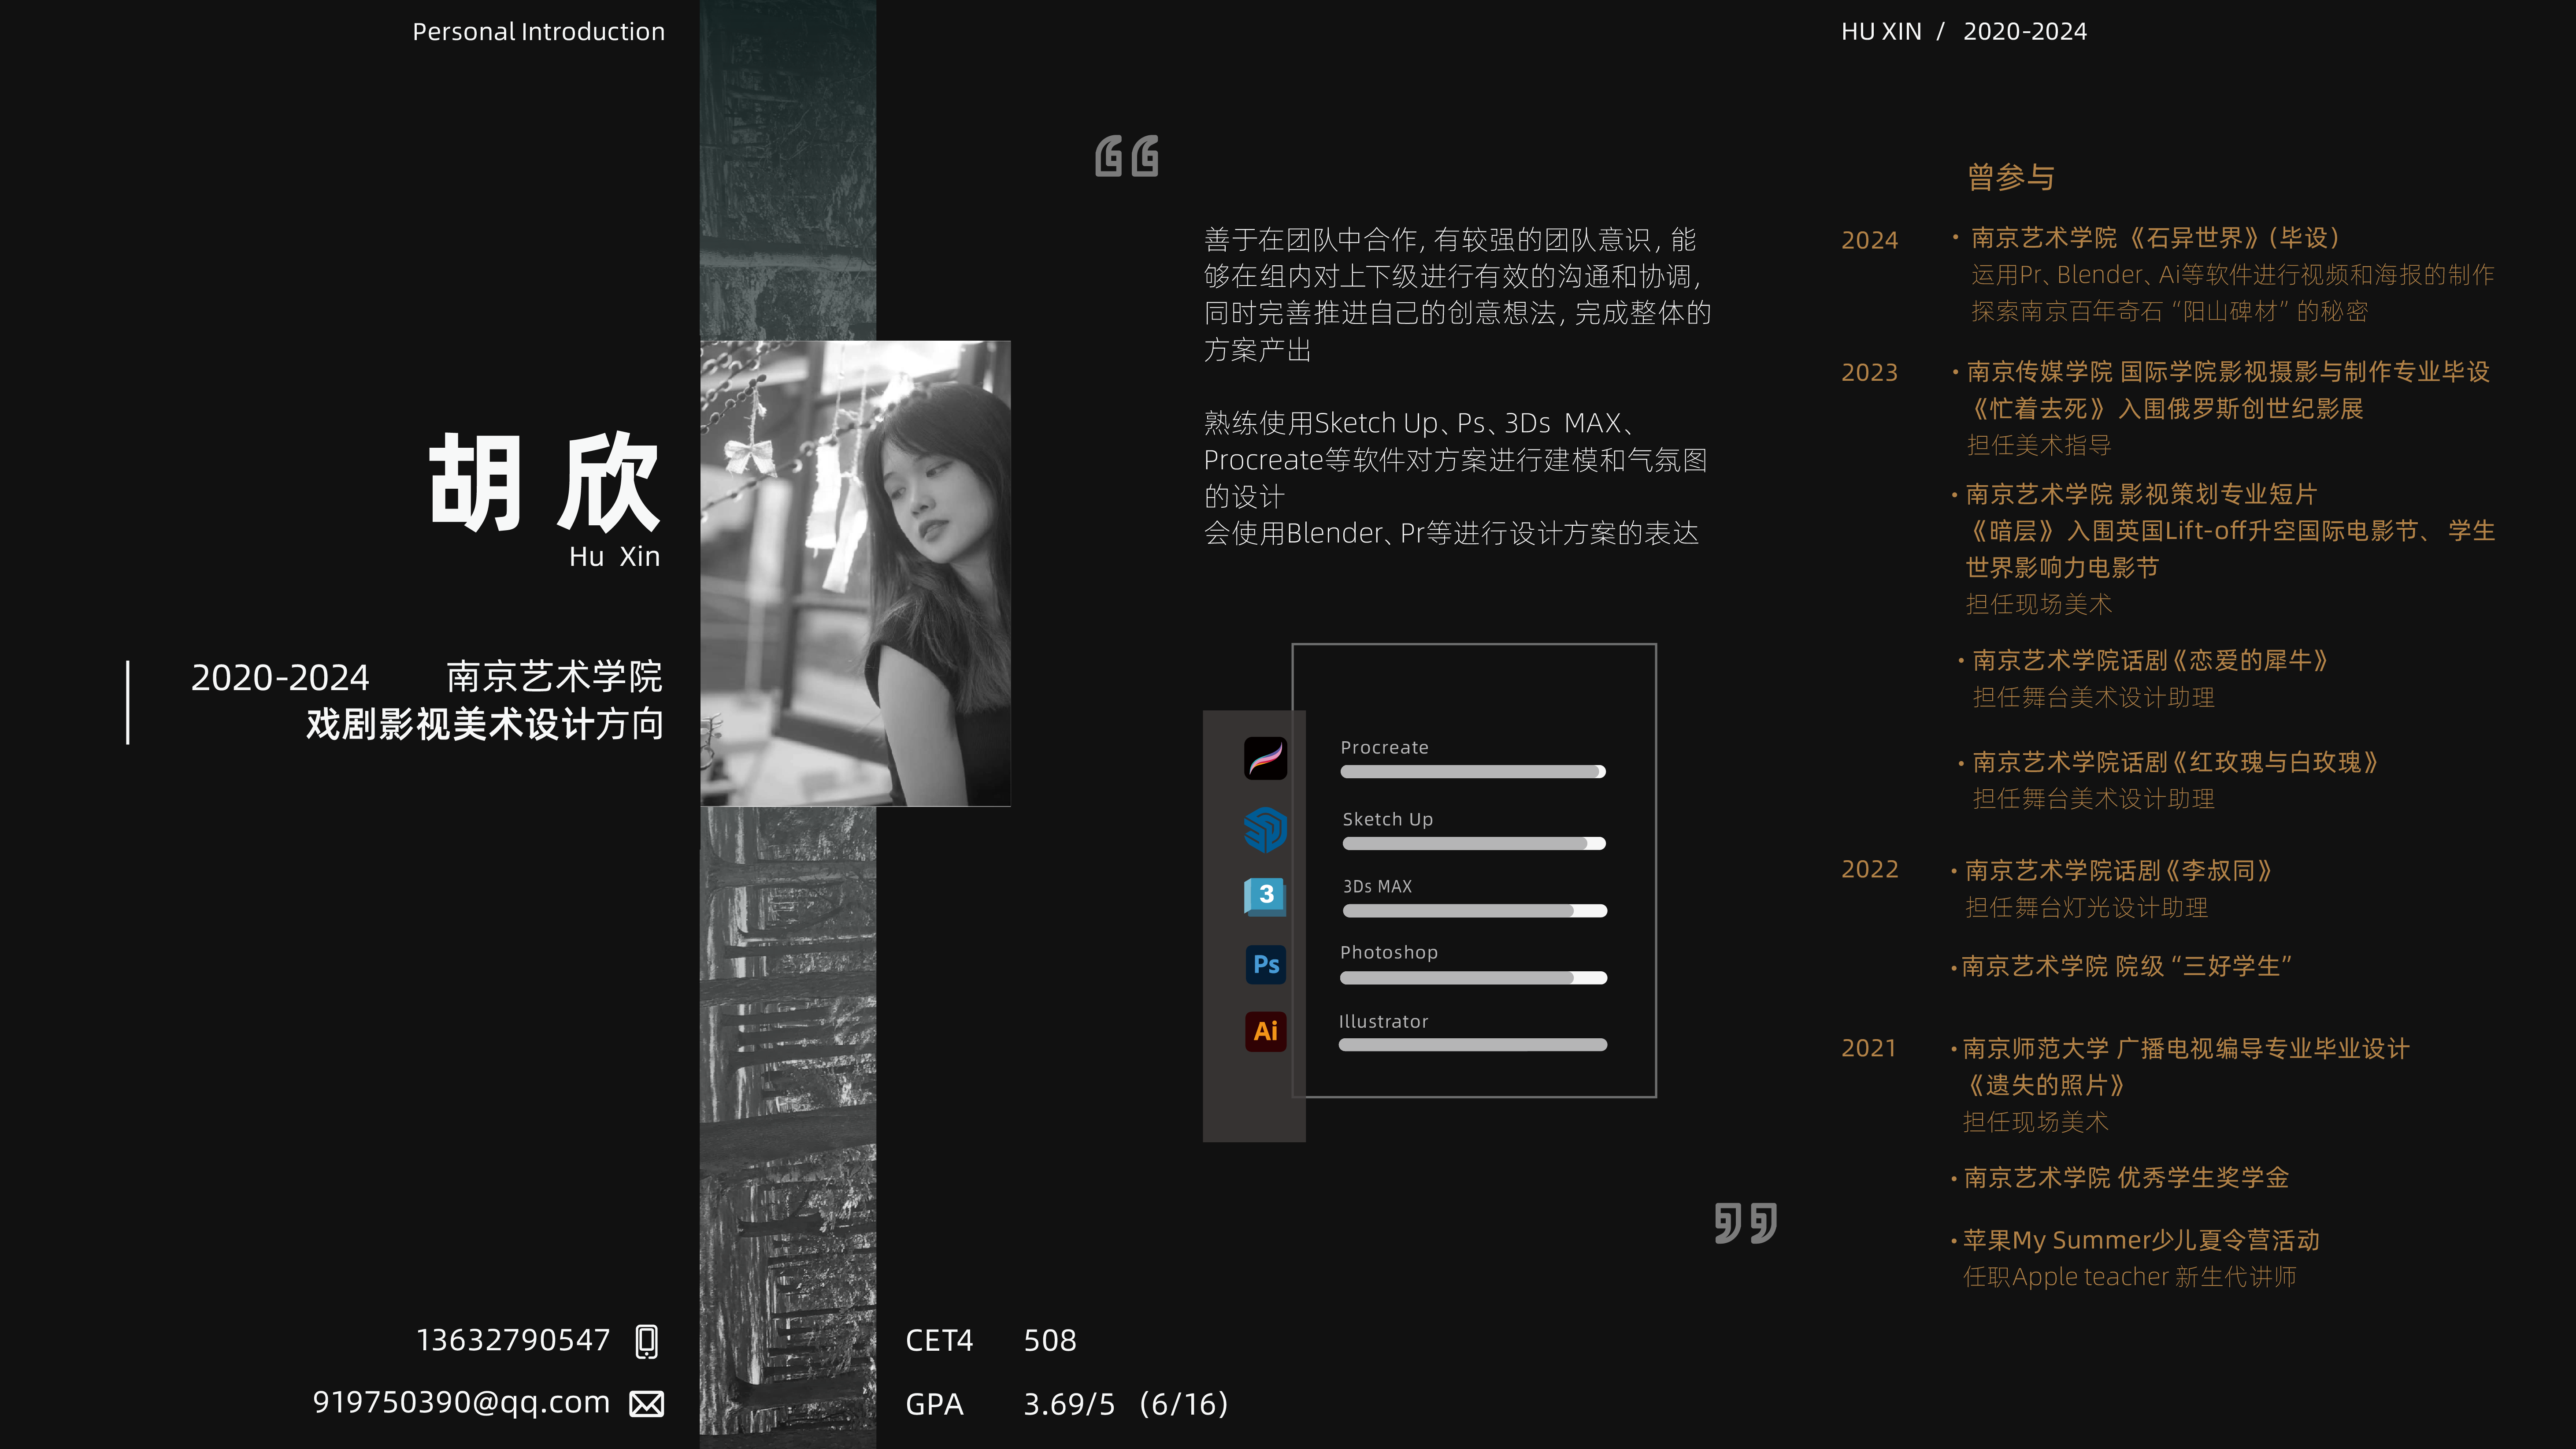 Personal Introduction
HU XIN / 2020-2024
胡 欣
Hu Xin
2020-2024 南京艺术学院
戏剧影视美术设计方向
13632790547
919750390@qq.com
CET4 508
GPA 3.69/5 (6/16)
善于在团队中合作, 有较强的团队意识, 能
够在组内对上下级进行有效的沟通和协调,
同时完善推进自己的创意想法, 完成整体的
方案产出
熟练使用Sketch Up、Ps、3Ds MAX、
Procreate等软件对方案进行建模和气氛图
的设计
会使用Blender、Pr等进行设计方案的表达
Procreate
Sketch Up
3
3Ds MAX
Ps
Photoshop
Ai
Illustrator
曾参与
2024 • 南京艺术学院《石异世界》(毕设)
运用Pr、Blender、Ai等软件进行视频和海报的制作
探索南京百年奇石“阳山碑材”的秘密
2023 • 南京传媒学院 国际学院影视摄影与制作专业毕设
《忙着去死》 入围俄罗斯创世纪影展
担任美术指导
• 南京艺术学院 影视策划专业短片
《暗层》 入围英国Lift-off升空国际电影节、 学生
世界影响力电影节
担任现场美术
• 南京艺术学院话剧《恋爱的犀牛》
担任舞台美术设计助理
• 南京艺术学院话剧《红玫瑰与白玫瑰》
担任舞台美术设计助理
2022 • 南京艺术学院话剧《李叔同》
担任舞台灯光设计助理
• 南京艺术学院 院级“三好学生”
2021 • 南京师范大学 广播电视编导专业毕业设计
《遗失的照片》
担任现场美术
• 南京艺术学院 优秀学生奖学金
• 苹果My Summer少儿夏令营活动
任职Apple teacher 新生代讲师